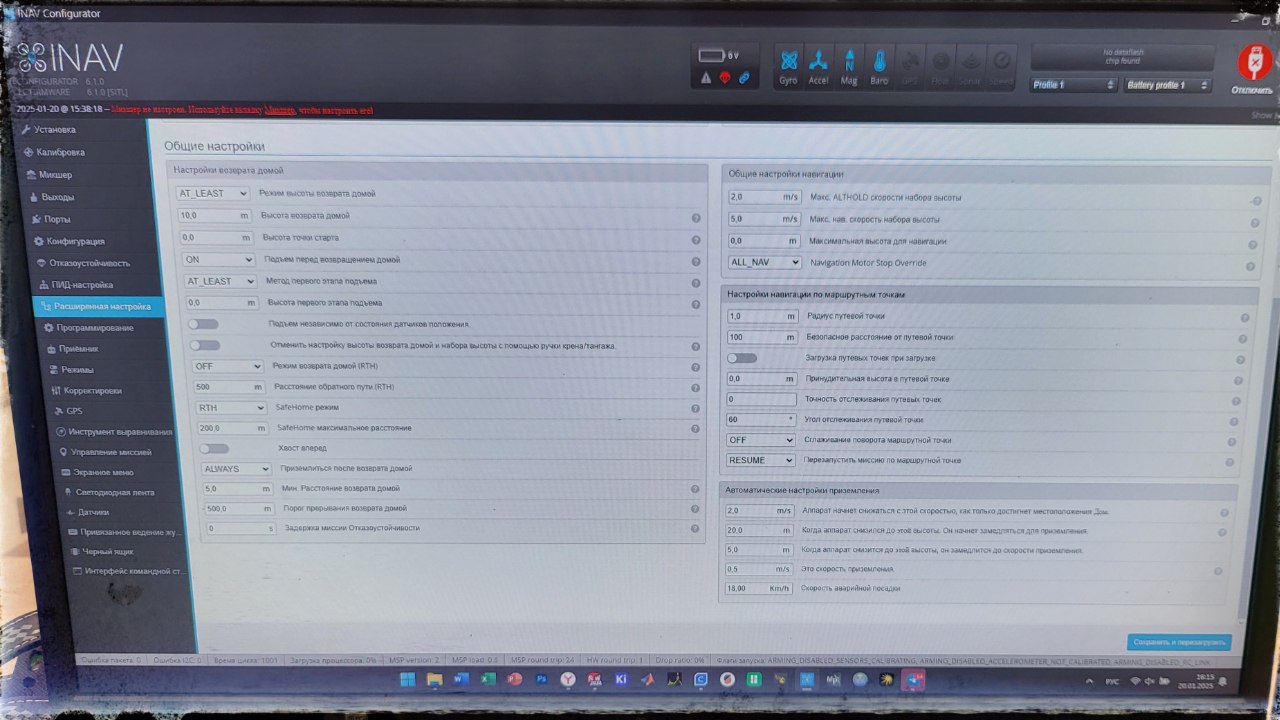 INAV Configurator
INAV
CONFIGURATOR 6.1.0
FC FIRMWARE 6.1.0 [SITL]
6v
Gyro Accel Mag Baro GPS Flow Sonar Speed
No dataflash
chip found
Profile 1
Battery profile 1
Отключить
2025-01-20 @ 15:38:18 -- Микшер не настроен. Используйте вкладку Микшер, чтобы настроить его!
Show
Установка
Калибровка
Микшер
Выходы
Порты
Конфигурация
Отказоустойчивость
ПИД-настройка
Расширенная настройка
Программирование
Приёмник
Режимы
Корректировки
GPS
Инструмент выравнивания
Управление миссией
Экранное меню
Светодиодная лента
Датчики
Привязанное ведение жу...
Черный ящик
Интерфейс командной ст...
Общие настройки
Настройки возврата домой
AT_LEAST Режим высоты возврата домой
10,0 m Высота возврата домой
0,0 m Высота точки старта
ON Подъем перед возвращением домой
AT_LEAST Метод первого этапа подъема
0,0 m Высота первого этапа подъема
Подъем независимо от состояния датчиков положения.
Отменить настройку высоты возврата домой и набора высоты с помощью ручки крена/тангажа.
OFF Режим возврата домой (RTH)
500 m Расстояние обратного пути (RTH)
RTH SafeHome режим
200,0 m SafeHome максимальное расстояние
Хвост вперед
ALWAYS Приземлиться после возврата домой
5,0 m Мин. Расстояние возврата домой
500,0 m Порог прерывания возврата домой
0 s Задержка миссии Отказоустойчивости
Общие настройки навигации
2,0 m/s Макс. ALTHOLD скорости набора высоты
5,0 m/s Макс. нав. скорость набора высоты
0,0 m Максимальная высота для навигации
ALL_NAV Navigation Motor Stop Override
Настройки навигации по маршрутным точкам
1,0 m Радиус путевой точки
100 m Безопасное расстояние от путевой точки
Загрузка путевых точек при загрузке
0,0 m Принудительная высота в путевой точке
0 Точность отслеживания путевых точек
60 ° Угол отслеживания путевой точки
OFF Сглаживание поворота маршрутной точки
RESUME Перезапустить миссию по маршрутной точке
Автоматические настройки приземления
2,0 m/s Аппарат начнет снижаться с этой скоростью, как только достигнет местоположения Дом.
20,0 m Когда аппарат снизился до этой высоты. Он начнет замедляться для приземления.
5,0 m Когда аппарат снизится до этой высоты, он замедлится до скорости приземления.
0,5 m/s Это скорость приземления.
18,00 Km/h Скорость аварийной посадки
Сохранить и перезагрузить
Ошибка пакета: 0 Ошибка I2C: 0 Время цикла: 1001 Загрузка процессора: 0% MSP version: 2 MSP load: 0.0 MSP round trip: 24 HW round trip: 1 Drop ratio: 0% Флаги запуска: ARMING_DISABLED_SENSORS_CALIBRATING, ARMING_DISABLED_ACCELEROMETER_NOT_CALIBRATED, ARMING_DISABLED_RC_LINK
РУС
16:15
20.01.2025